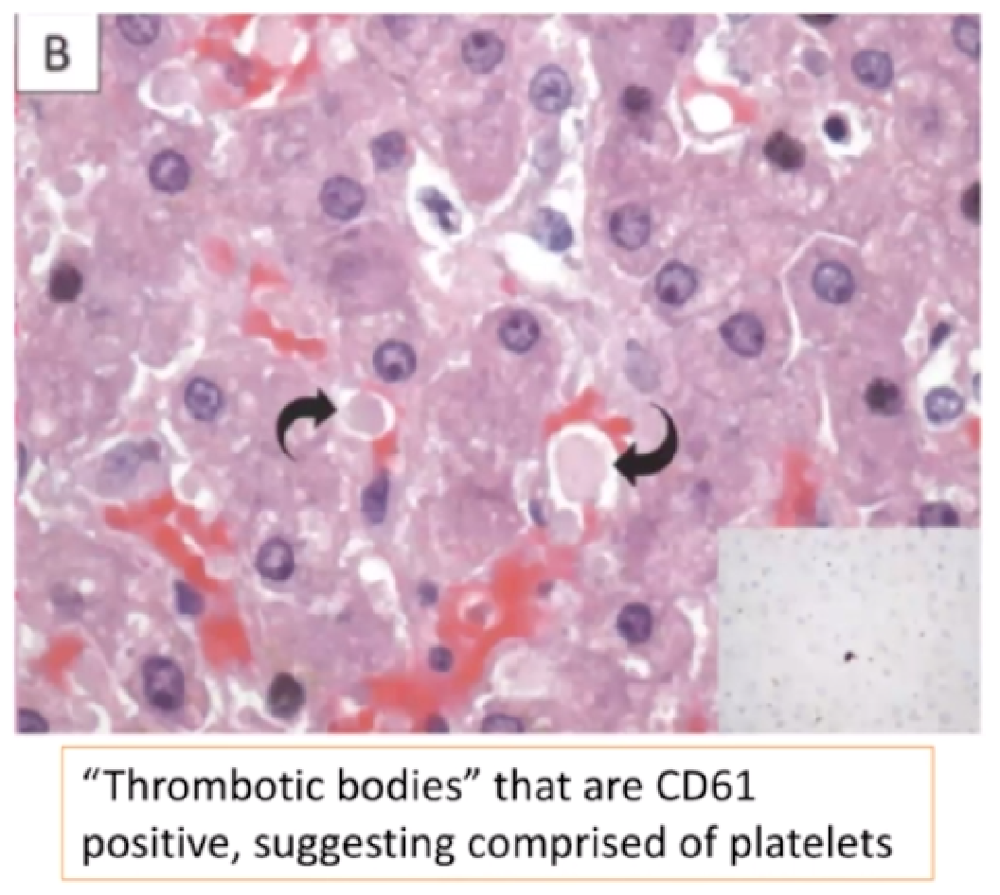 B
“Thrombotic bodies” that are CD61
positive, suggesting comprised of platelets